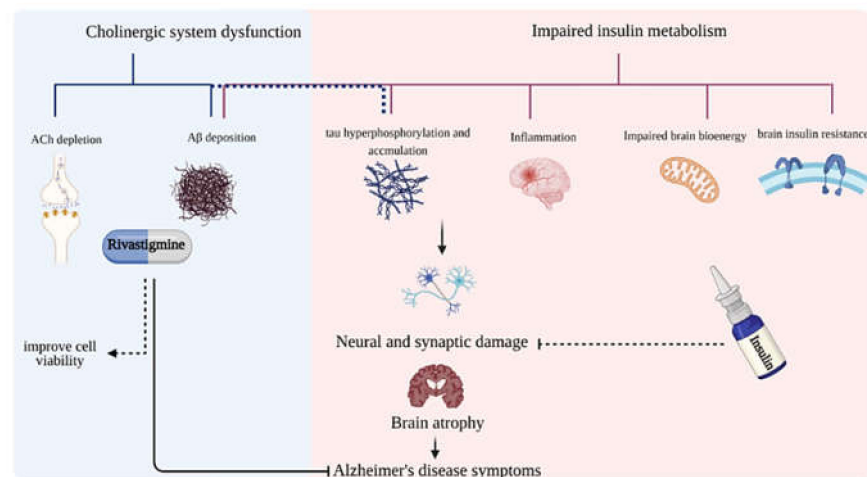 Cholinergic system dysfunction
Impaired insulin metabolism
ACh depletion
Aβ deposition
tau hyperphosphorylation and
accmulation
Inflammation
Impaired brain bioenergy
brain insulin resistance
Rivastigmine
Insulin
improve cell
viability
Neural and synaptic damage
Brain atrophy
Alzheimer's disease symptoms